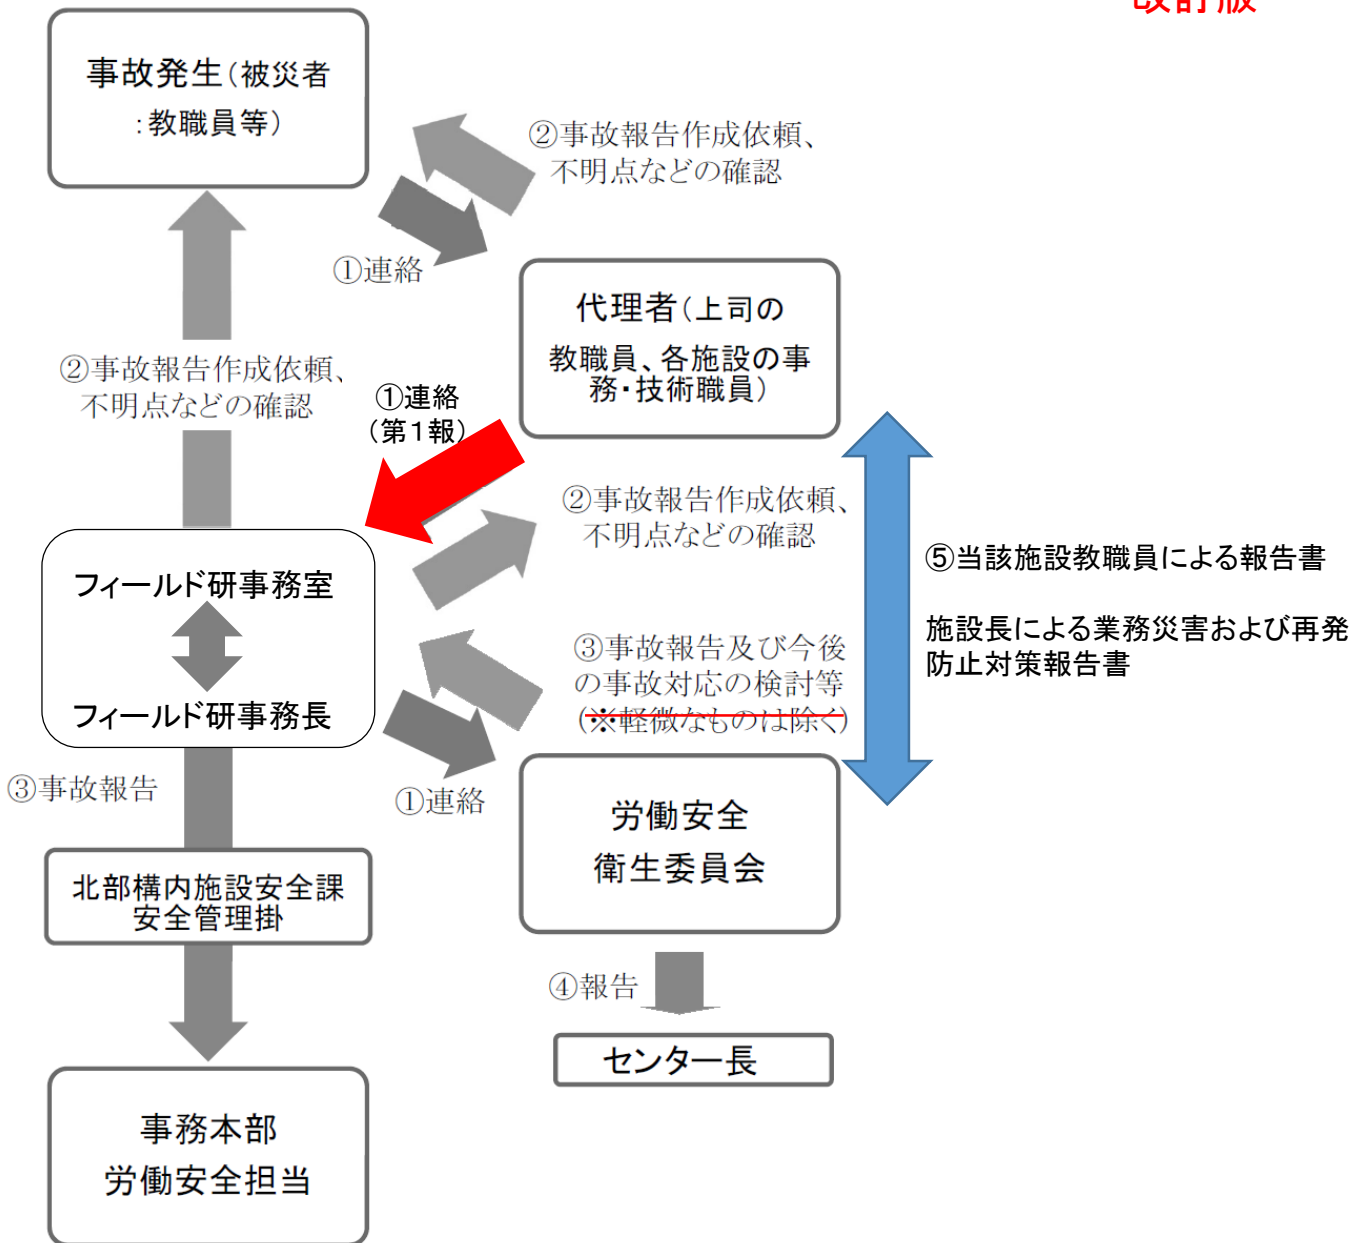 改訂版
事故発生（被災者
：教職員等）
②事故報告作成依頼、
不明点などの確認
①連絡
代理者（上司の
教職員、各施設の事
務・技術職員）
②事故報告作成依頼、
不明点などの確認
①連絡
（第１報）
②事故報告作成依頼、
不明点などの確認
フィールド研事務室
フィールド研事務長
⑤当該施設教職員による報告書
施設長による業務災害および再発
防止対策報告書
③事故報告及び今後
の事故対応の検討等
（※軽微なものは除く）
③事故報告
①連絡
労働安全
衛生委員会
北部構内施設安全課
安全管理掛
④報告
センター長
事務本部
労働安全担当